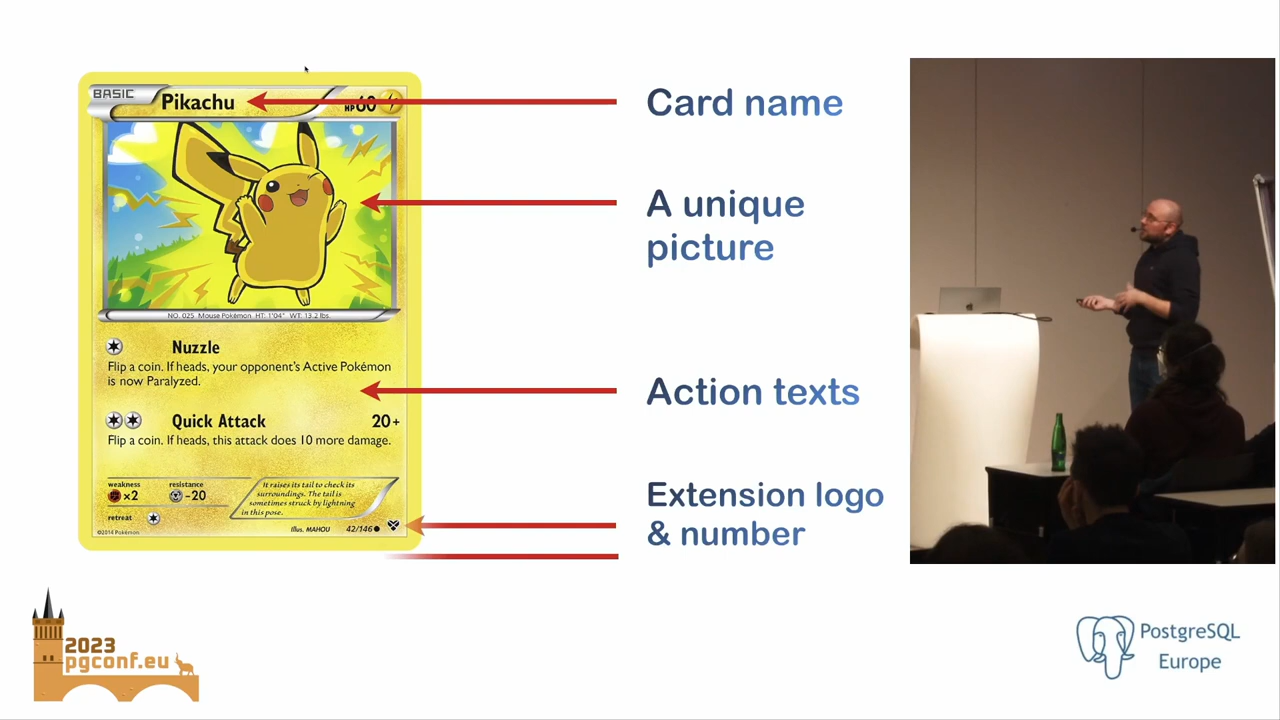 BASIC
Pikachu
HP60
Card name
A unique
picture
NO. 025 Mouse Pokémon HT: 1'04" WT: 13.2 lbs.
Nuzzle
Flip a coin. If heads, your opponent's Active Pokémon
is now Paralyzed.
Action texts
Quick Attack 20+
Flip a coin. If heads, this attack does 10 more damage.
weakness
×2
resistance
-20
retreat
It raises its tail to check its
surroundings. The tail is
sometimes struck by lightning
in this pose.
©2014 Pokémon
Illus. MAHOU
42/146
Extension logo
& number
2023
pgconf.eu
PostgreSQL
Europe